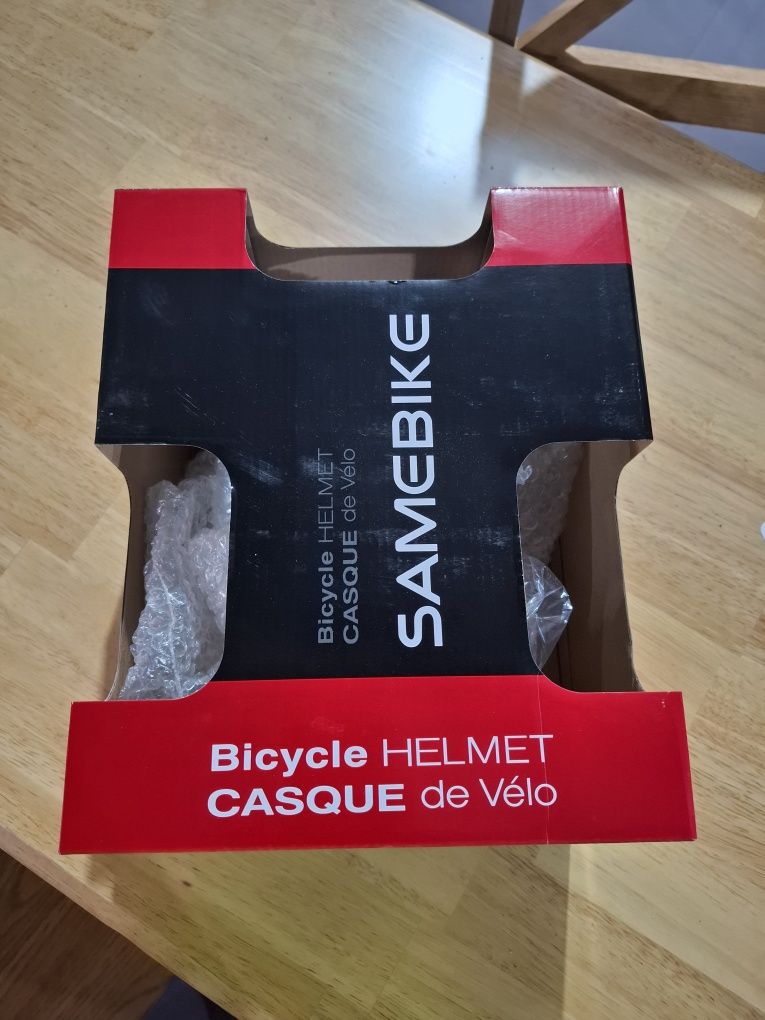 Bicycle HELMET
CASQUE de Vélo
SAMEBIKE
Bicycle HELMET
CASQUE de Vélo